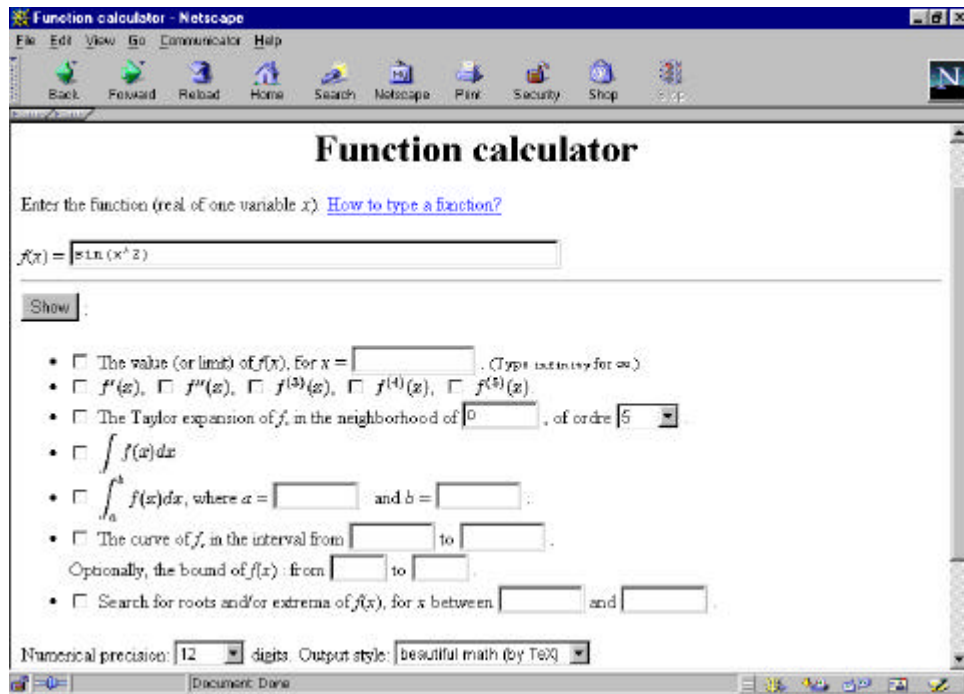 Function calculator - Netscape
File Edit View Go Communicator Help
Back Forward Reload Home Search Netscape Print Security Shop Stop
Function calculator
Enter the function (real of one variable x). How to type a function?
f(x) = sin(x^2)
Show :
• The value (or limit) of f(x), for x = . (Type infinity for ∞.)
• f′(x), f″(x), f⁽³⁾(x), f⁽⁴⁾(x), f⁽⁵⁾(x).
• The Taylor expansion of f, in the neighborhood of 0 , of ordre 5 .
• ∫ f(x)dx
• ∫ₐᵇ f(x)dx, where a = and b = .
• The curve of f, in the interval from to .
Optionally, the bound of f(x) : from to .
• Search for roots and/or extrema of f(x), for x between and .
Numerical precision: 12 digits. Output style: beautiful math (by TeX)
Document: Done